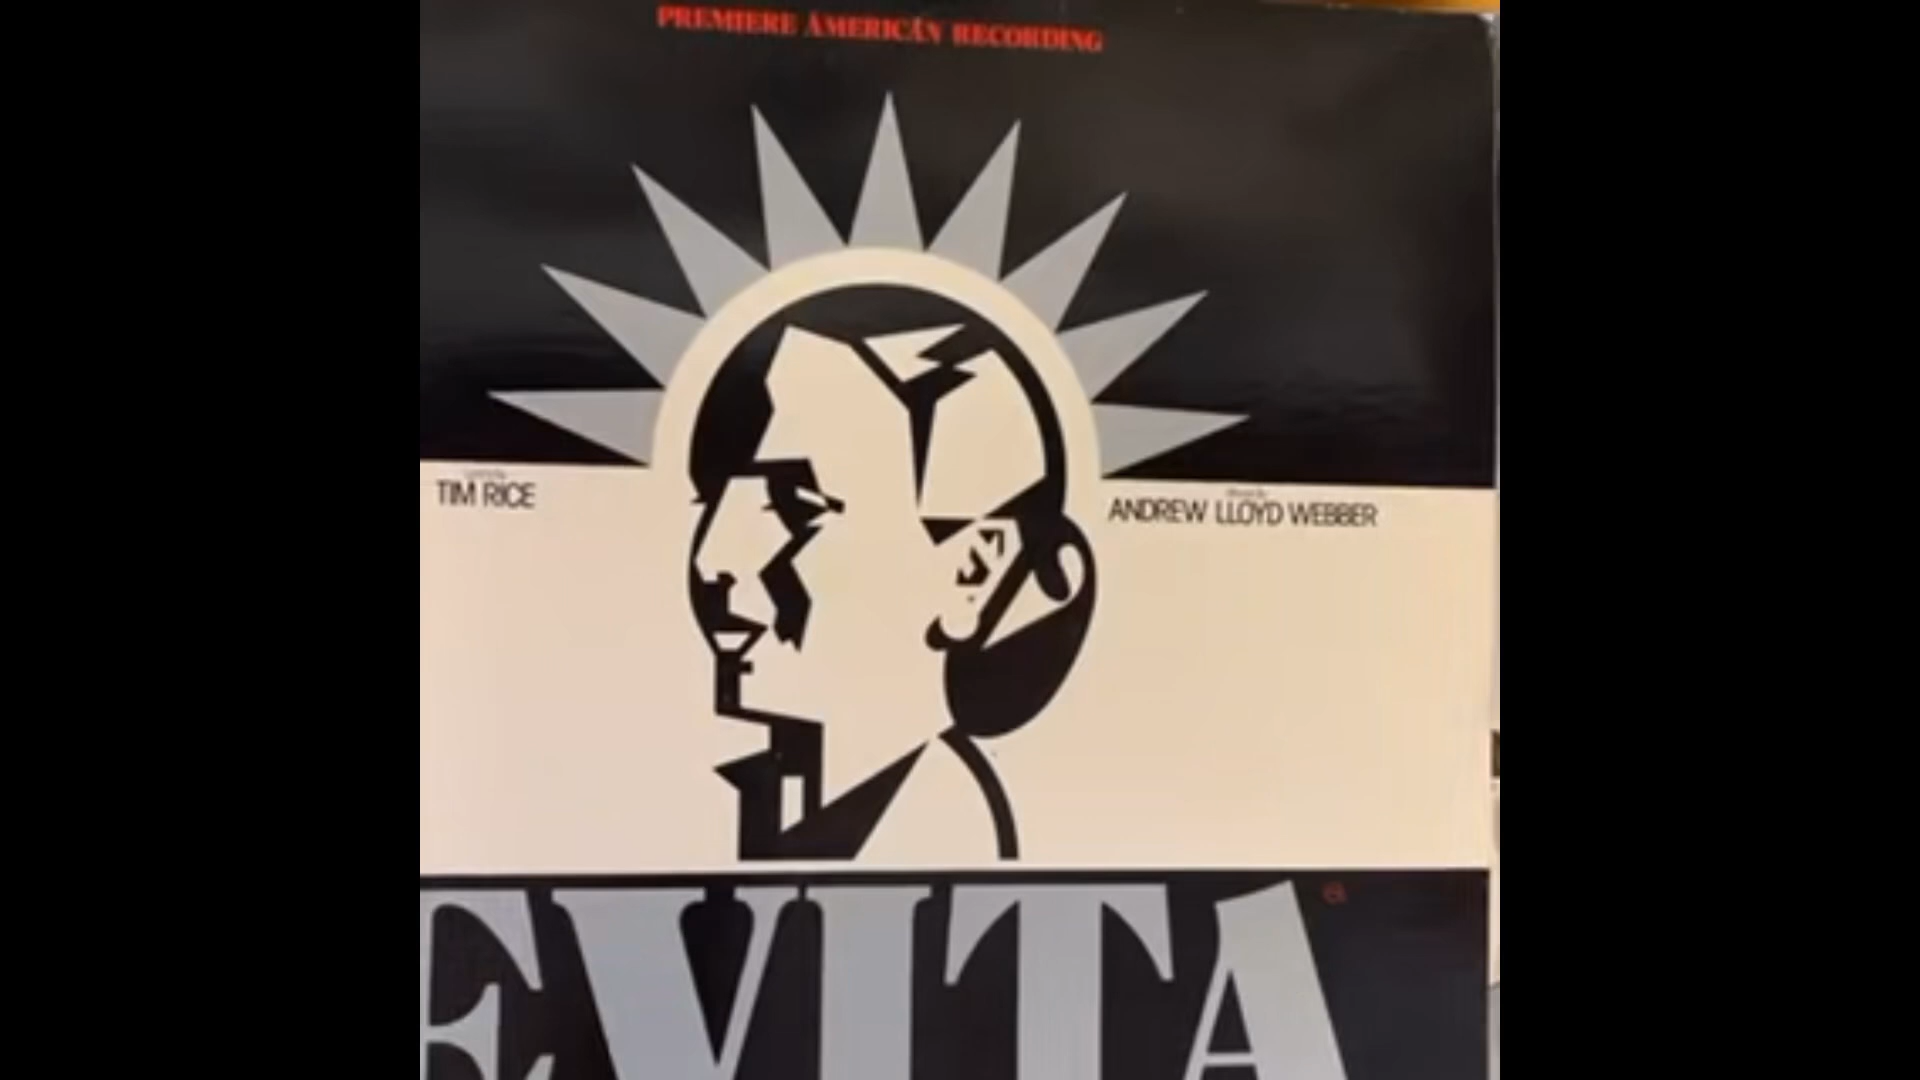 PREMIERE AMERICAN RECORDING
TIM RICE
ANDREW LLOYD WEBBER
EVITA